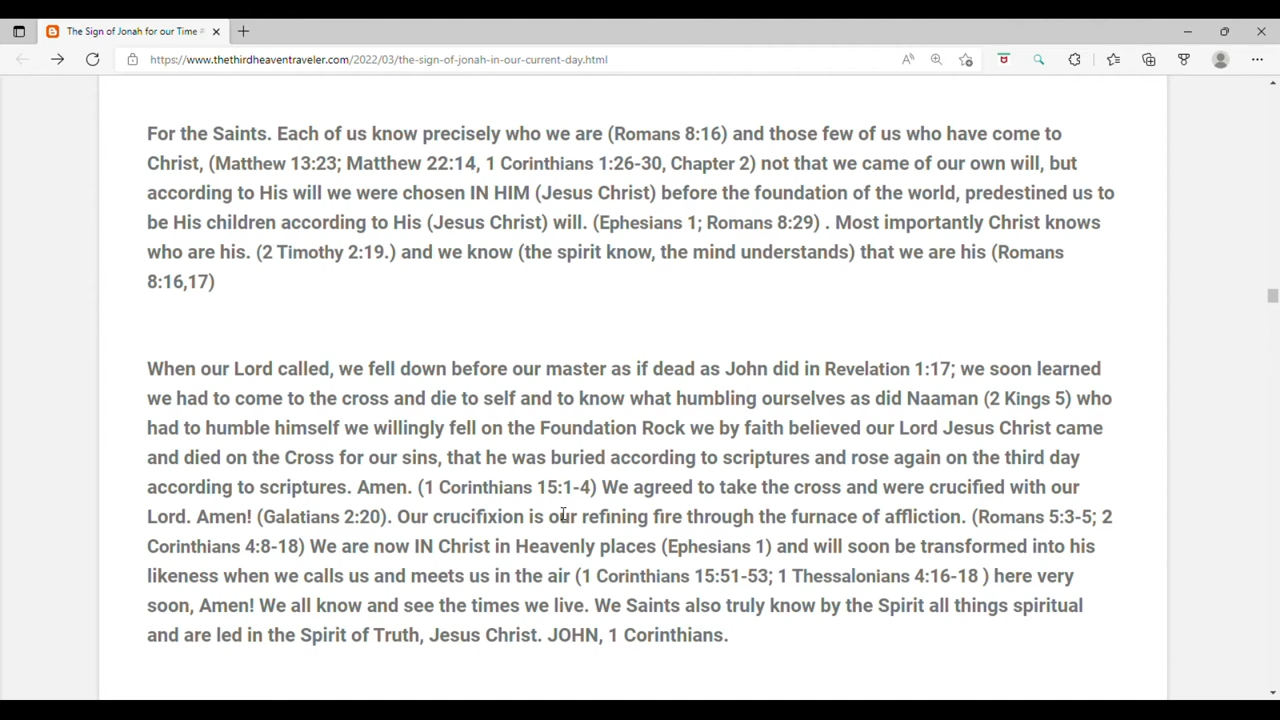 The Sign of Jonah for our Time
https://www.thethirdheaventraveler.com/2022/03/the-sign-of-jonah-in-our-current-day.html
For the Saints. Each of us know precisely who we are (Romans 8:16) and those few of us who have come to
Christ, (Matthew 13:23; Matthew 22:14, 1 Corinthians 1:26-30, Chapter 2) not that we came of our own will, but
according to His will we were chosen IN HIM (Jesus Christ) before the foundation of the world, predestined us to
be His children according to His (Jesus Christ) will. (Ephesians 1; Romans 8:29) . Most importantly Christ knows
who are his. (2 Timothy 2:19.) and we know (the spirit know, the mind understands) that we are his (Romans
8:16,17)
When our Lord called, we fell down before our master as if dead as John did in Revelation 1:17; we soon learned
we had to come to the cross and die to self and to know what humbling ourselves as did Naaman (2 Kings 5) who
had to humble himself we willingly fell on the Foundation Rock we by faith believed our Lord Jesus Christ came
and died on the Cross for our sins, that he was buried according to scriptures and rose again on the third day
according to scriptures. Amen. (1 Corinthians 15:1-4) We agreed to take the cross and were crucified with our
Lord. Amen! (Galatians 2:20). Our crucifixion is our refining fire through the furnace of affliction. (Romans 5:3-5; 2
Corinthians 4:8-18) We are now IN Christ in Heavenly places (Ephesians 1) and will soon be transformed into his
likeness when we calls us and meets us in the air (1 Corinthians 15:51-53; 1 Thessalonians 4:16-18 ) here very
soon, Amen! We all know and see the times we live. We Saints also truly know by the Spirit all things spiritual
and are led in the Spirit of Truth, Jesus Christ. JOHN, 1 Corinthians.